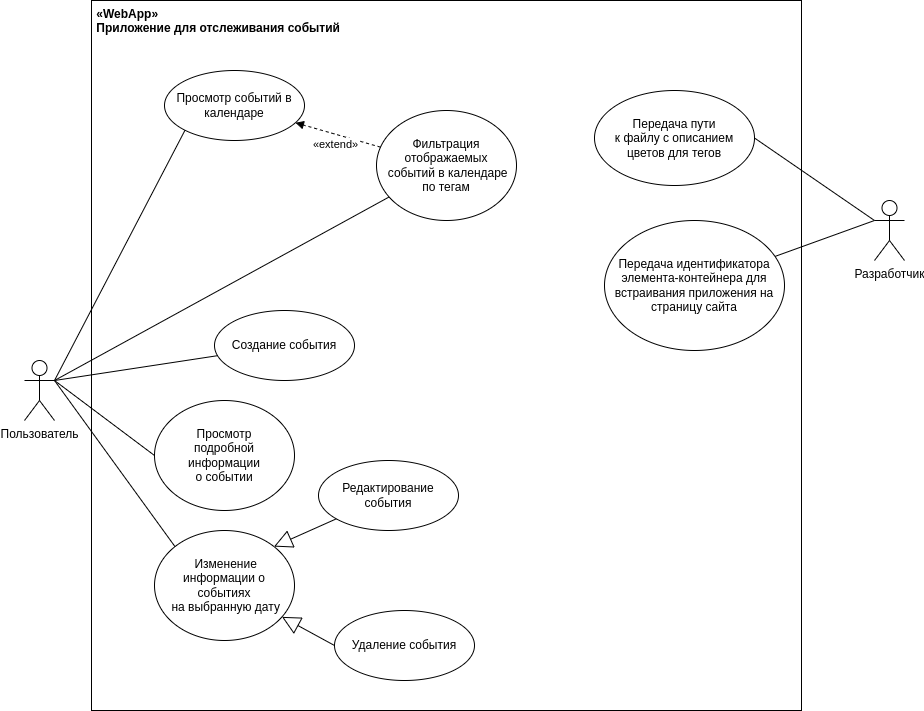 «WebApp»
Приложение для отслеживания событий
Просмотр событий в
календаре
«extend»
Фильтрация
отображаемых
событий в календаре
по тегам
Передача пути
к файлу с описанием
цветов для тегов
Разработчик
Передача идентификатора
элемента-контейнера для
встраивания приложения на
страницу сайта
Создание события
Пользователь
Просмотр
подробной
информации
о событии
Редактирование
события
Изменение
информации о
событиях
на выбранную дату
Удаление события